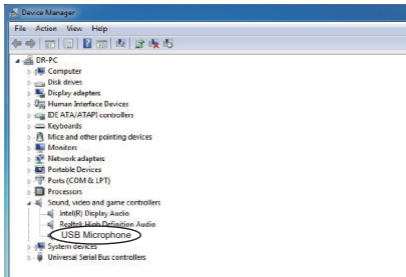 Device Manager
File Action View Help
DR-PC
Computer
Disk drives
Display adapters
Human Interface Devices
IDE ATA/ATAPI controllers
Keyboards
Mice and other pointing devices
Monitors
Network adapters
Portable Devices
Ports (COM & LPT)
Processors
Sound, video and game controllers
Intel(R) Display Audio
Realtek High Definition Audio
USB Microphone
System devices
Universal Serial Bus controllers